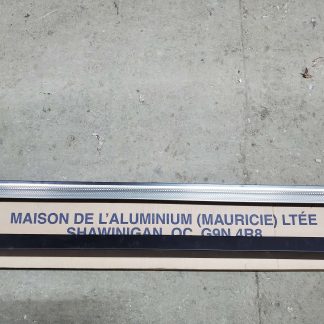 MAISON DE L'ALUMINIUM (MAURICIE) LTÉE
SHAWINIGAN, QC G9N 4R8